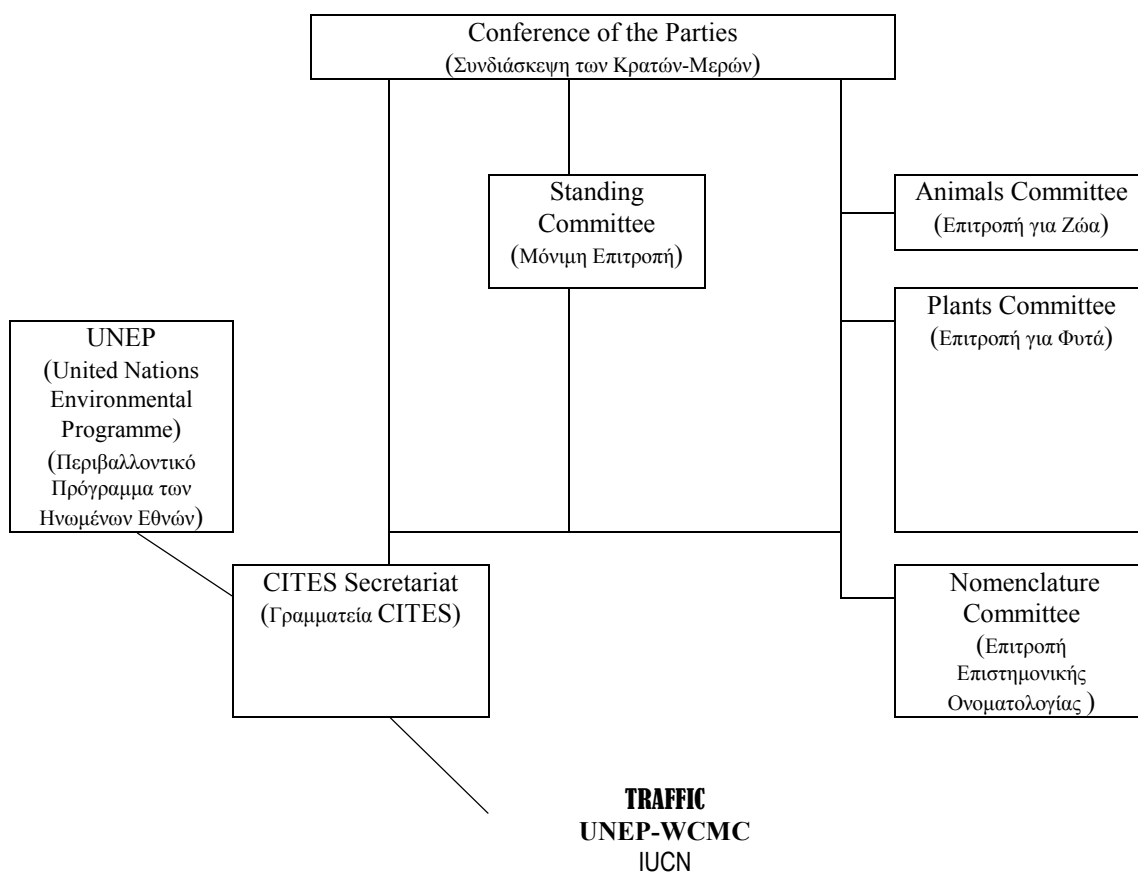 Conference of the Parties
(Συνδιάσκεψη των Κρατών-Μερών)
Standing
Committee
(Μόνιμη Επιτροπή)
Animals Committee
(Επιτροπή για Ζώα)
Plants Committee
(Επιτροπή για Φυτά)
UNEP
(United Nations
Environmental
Programme)
(Περιβαλλοντικό
Πρόγραμμα των
Ηνωμένων Εθνών)
CITES Secretariat
(Γραμματεία CITES)
Nomenclature
Committee
(Επιτροπή
Επιστημονικής
Ονοματολογίας )
TRAFFIC
UNEP-WCMC
IUCN